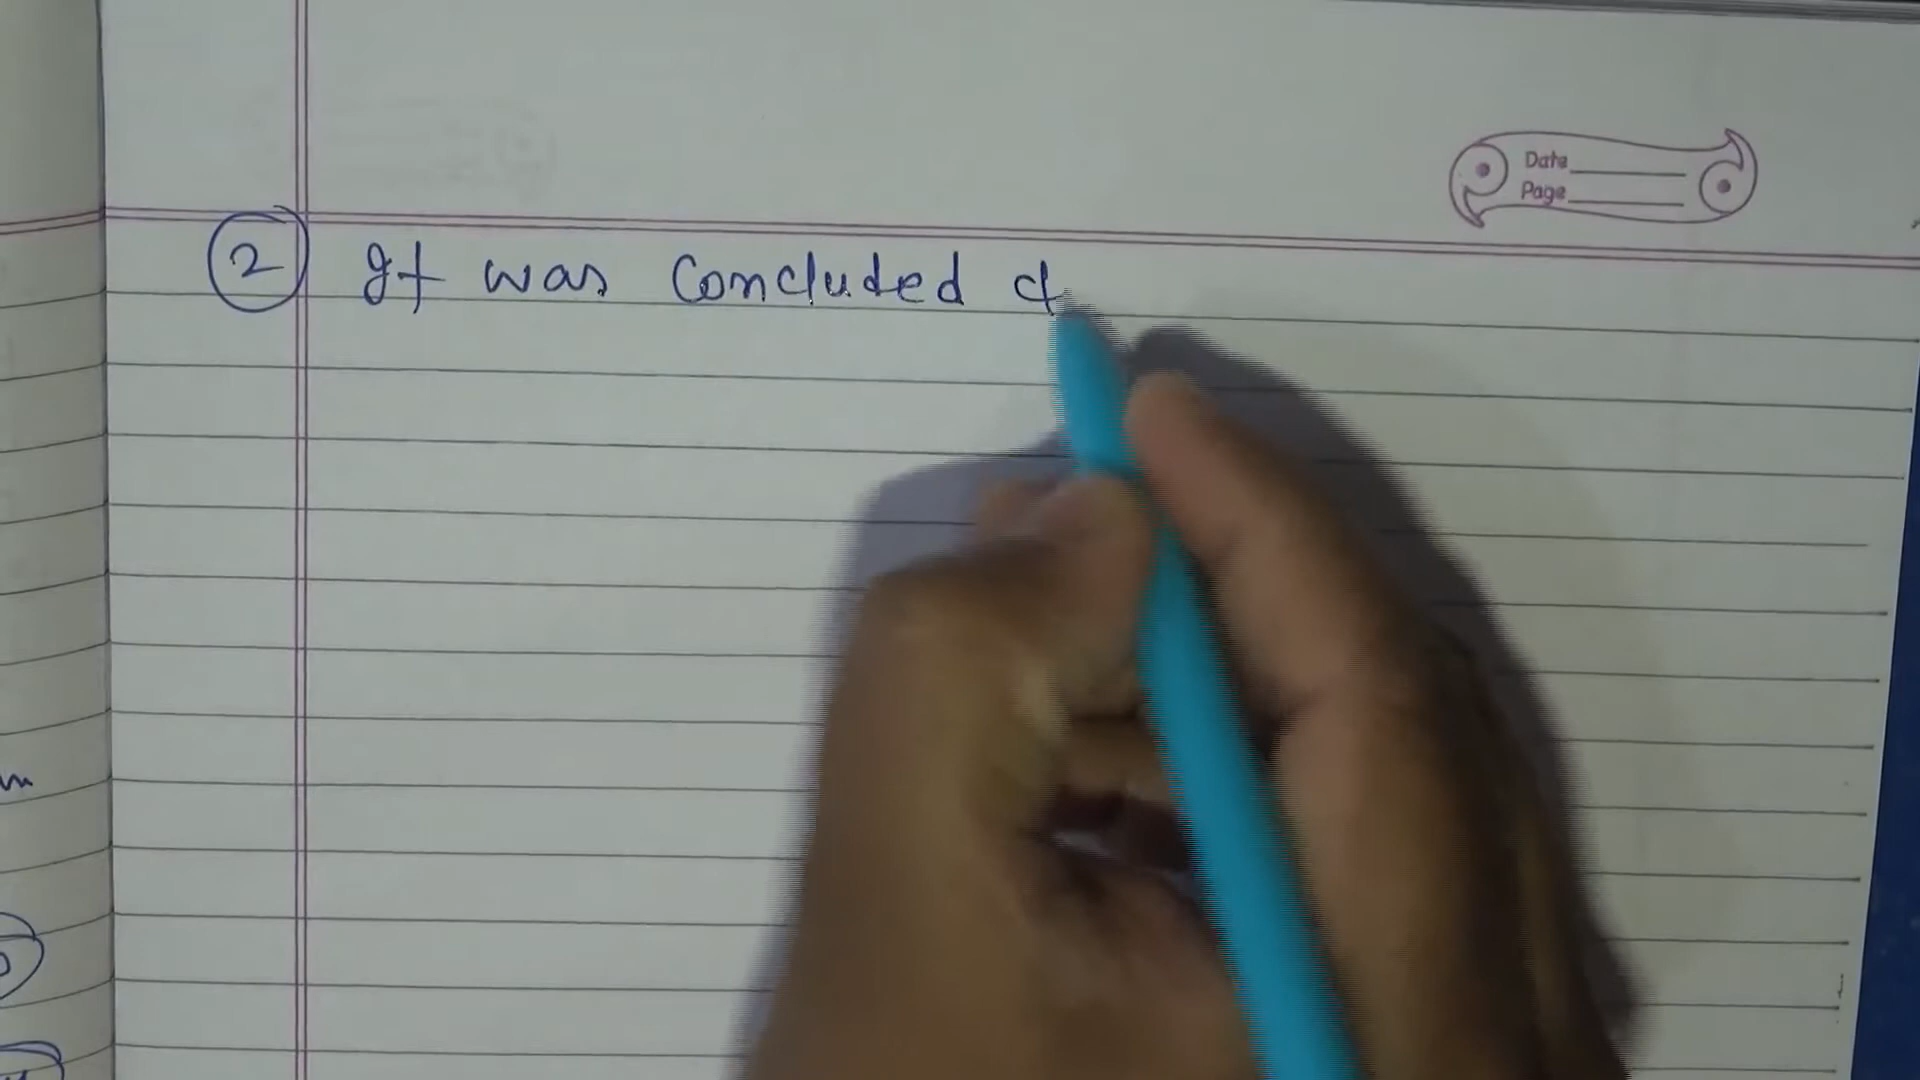 Date
Page
② It was concluded d